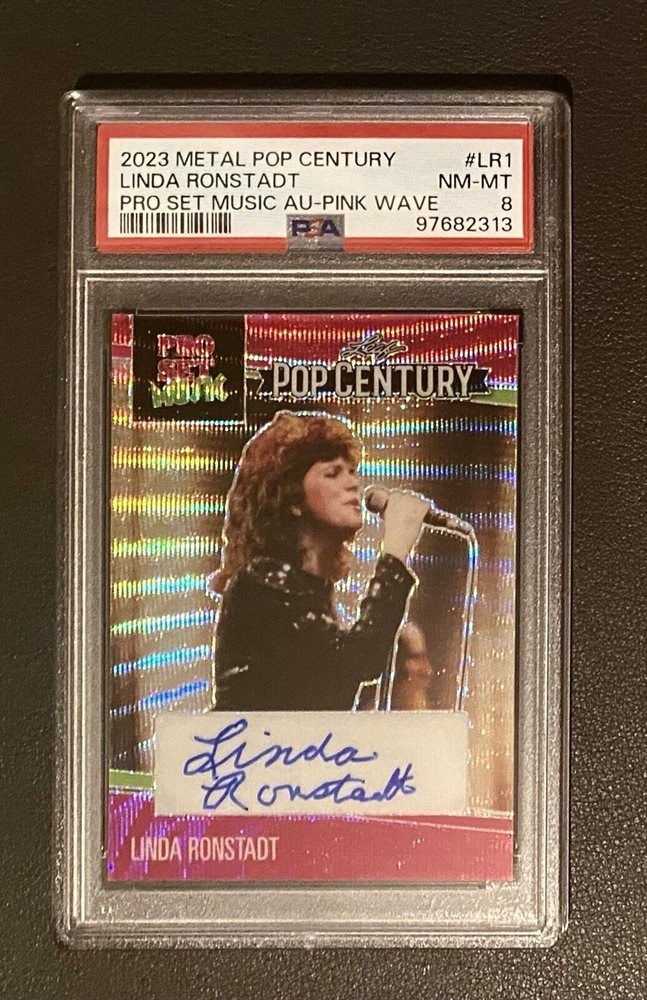 2023 METAL POP CENTURY #LR1
LINDA RONSTADT NM-MT
PRO SET MUSIC AU-PINK WAVE 8
PSA 97682313
PRO
SET
MUSIC
Leaf
POP CENTURY
Linda
Ronstadt
LINDA RONSTADT